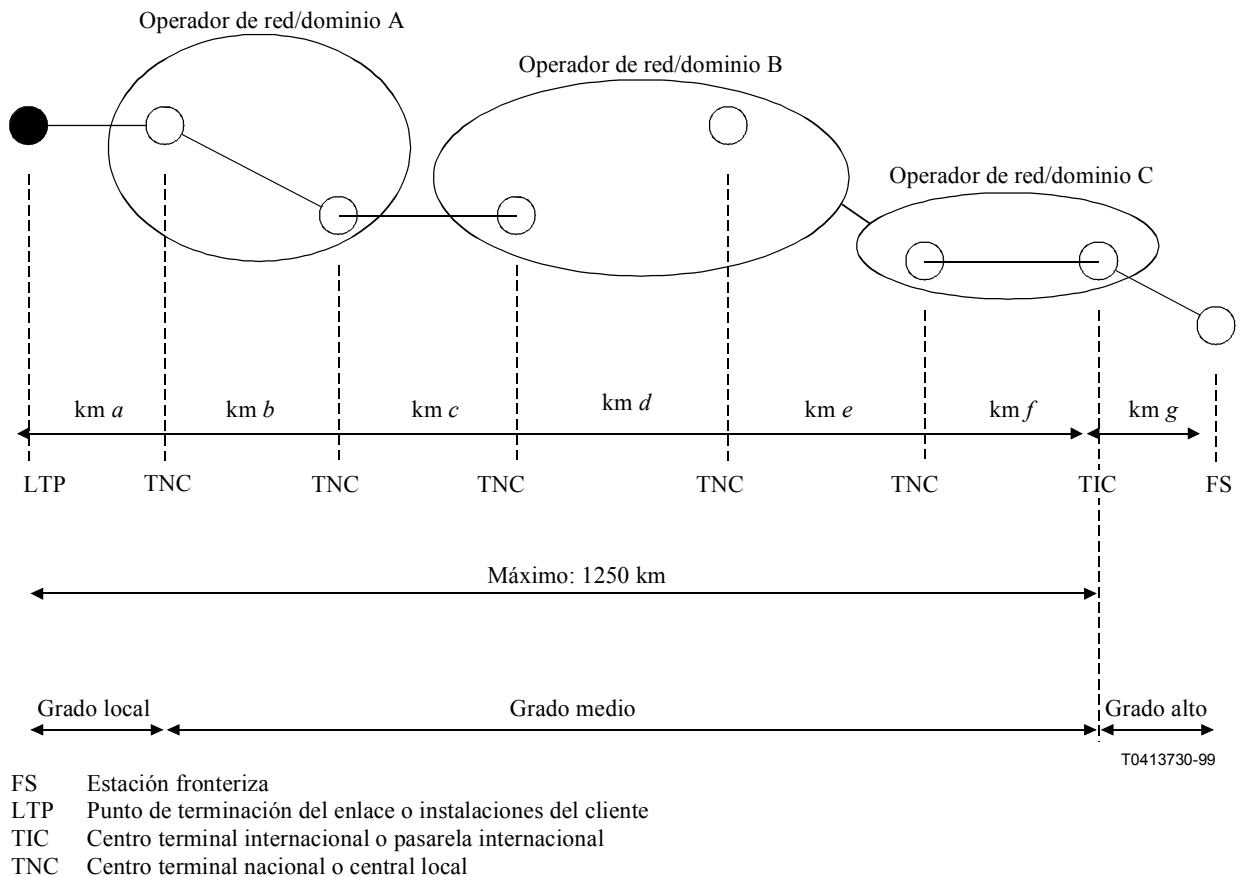 Operador de red/dominio A
Operador de red/dominio B
Operador de red/dominio C
km a
km b
km c
km d
km e
km f
km g
LTP
TNC
TNC
TNC
TNC
TNC
TIC
FS
Máximo: 1250 km
Grado local
Grado medio
Grado alto
T0413730-99
FS Estación fronteriza
LTP Punto de terminación del enlace o instalaciones del cliente
TIC Centro terminal internacional o pasarela internacional
TNC Centro terminal nacional o central local